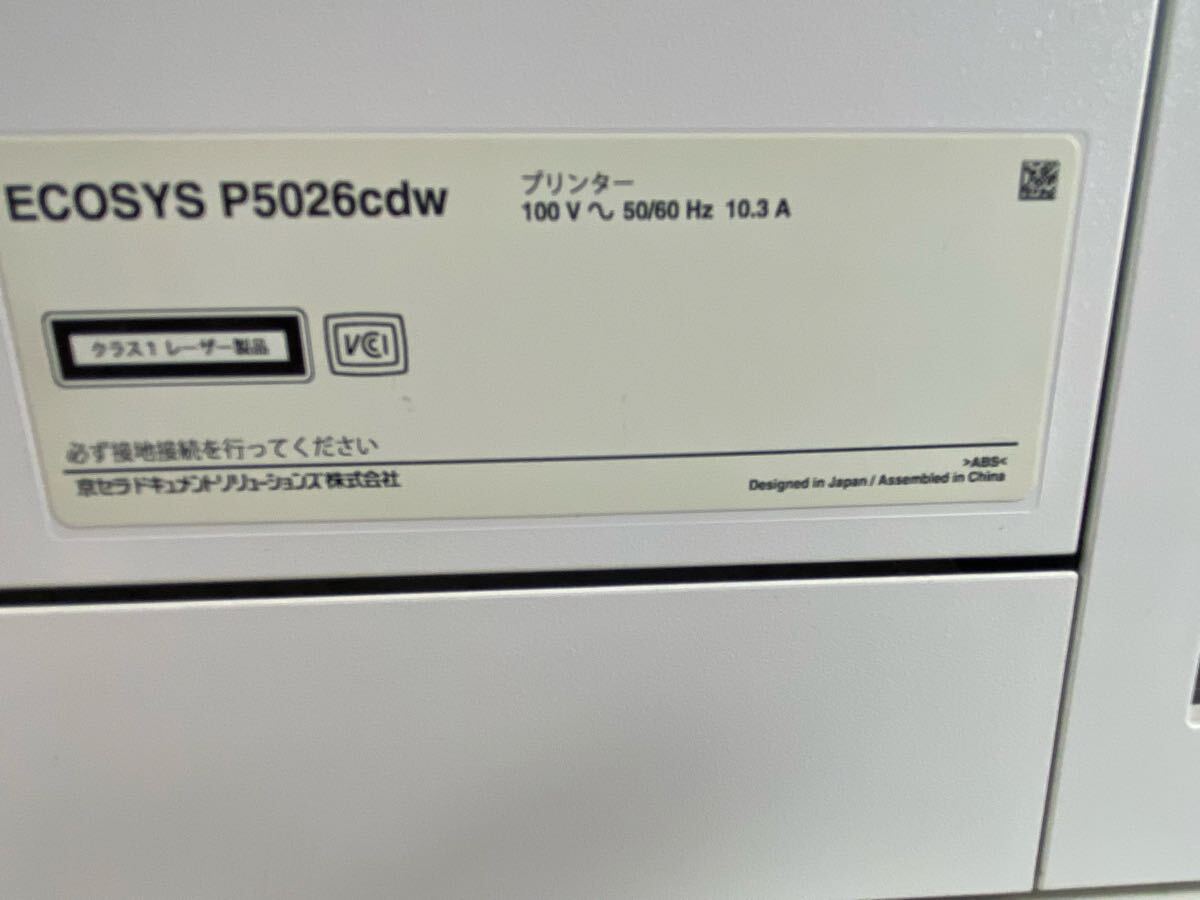 ECOSYS P5026cdw
プリンター
100 V ～ 50/60 Hz 10.3 A
クラス1 レーザー製品
VCCI
必ず接地接続を行ってください
京セラドキュメントソリューションズ株式会社
>ABS<
Designed in Japan / Assembled in China